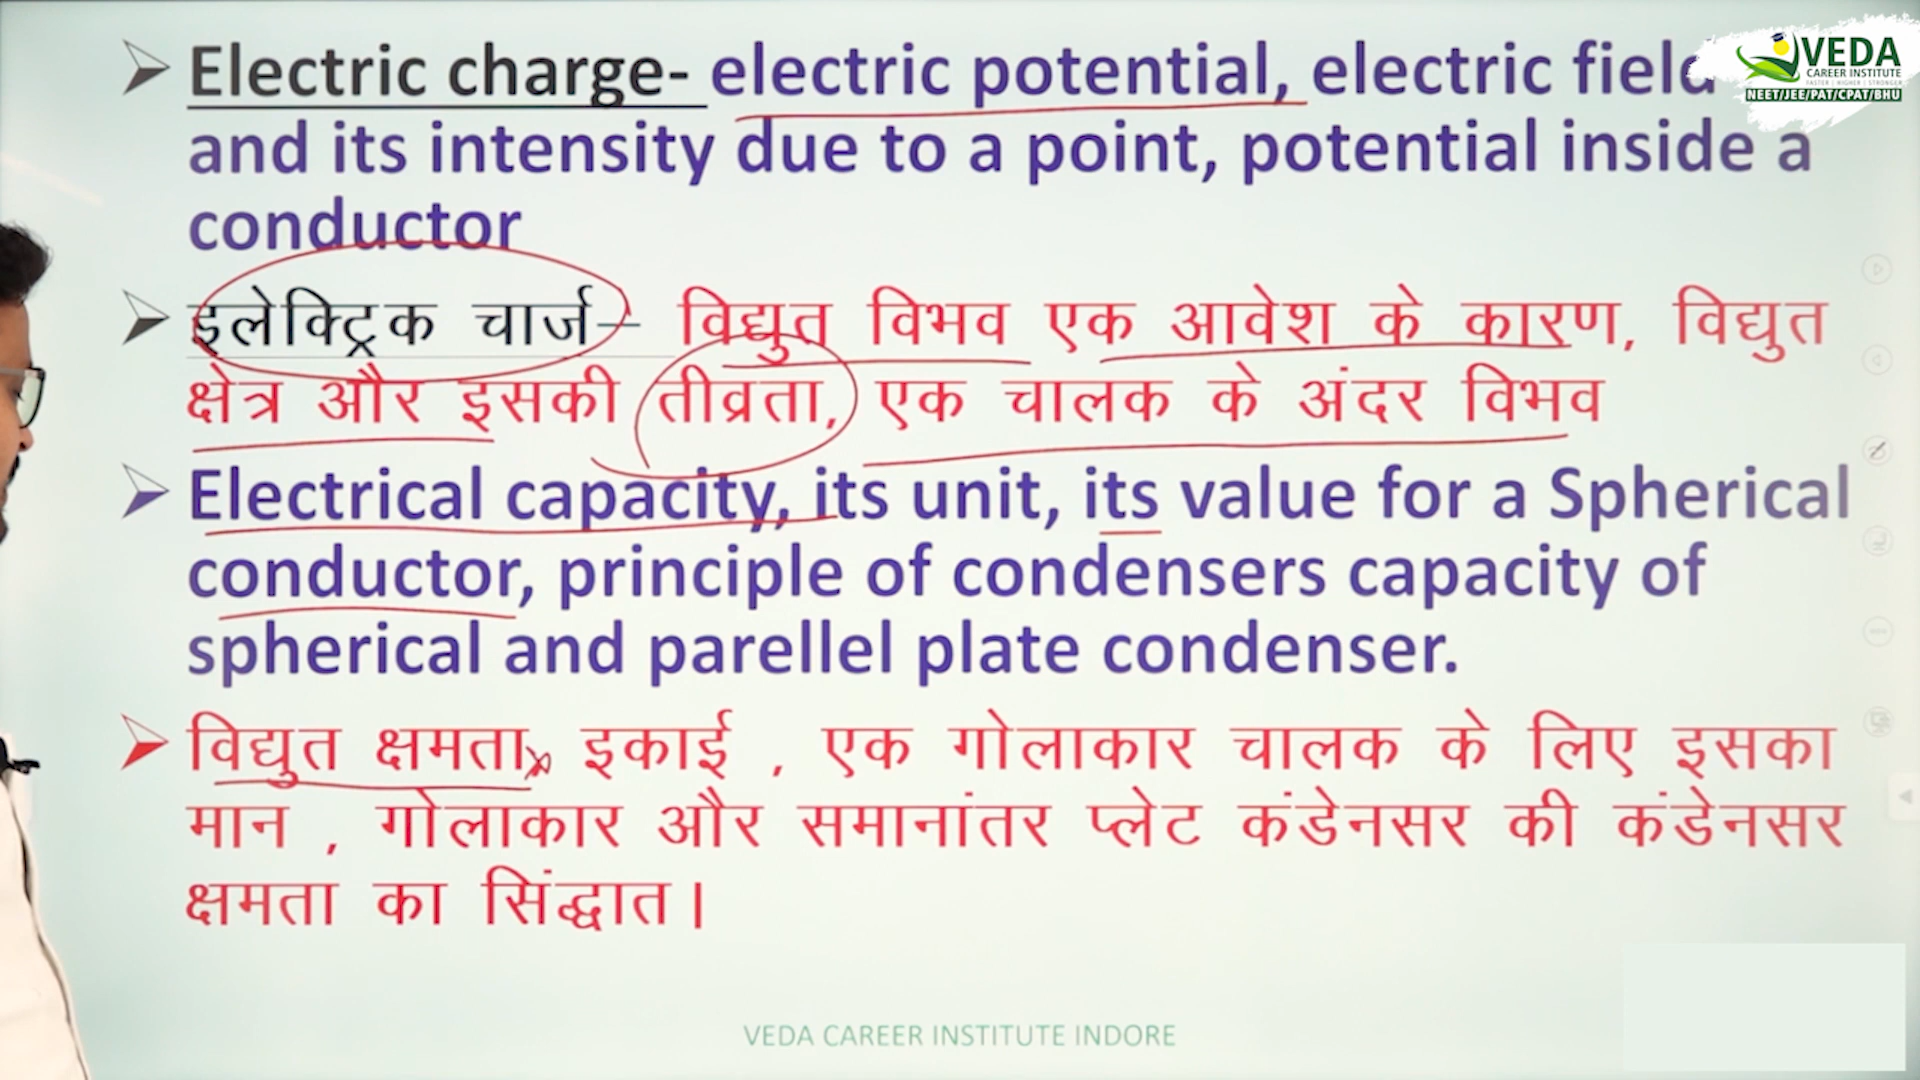 Electric charge- electric potential, electric field
and its intensity due to a point, potential inside a
conductor
इलेक्ट्रिक चार्ज– विद्युत विभव एक आवेश के कारण, विद्युत
क्षेत्र और इसकी तीव्रता, एक चालक के अंदर विभव
Electrical capacity, its unit, its value for a Spherical
conductor, principle of condensers capacity of
spherical and parellel plate condenser.
विद्युत क्षमता, इकाई , एक गोलाकार चालक के लिए इसका
मान , गोलाकार और समानांतर प्लेट कंडेनसर की कंडेनसर
क्षमता का सिंद्धात।
VEDA CAREER INSTITUTE INDORE
VEDA
CAREER INSTITUTE
FASTER | HIGHER | STRONGER
NEET/JEE/PAT/CPAT/BHU